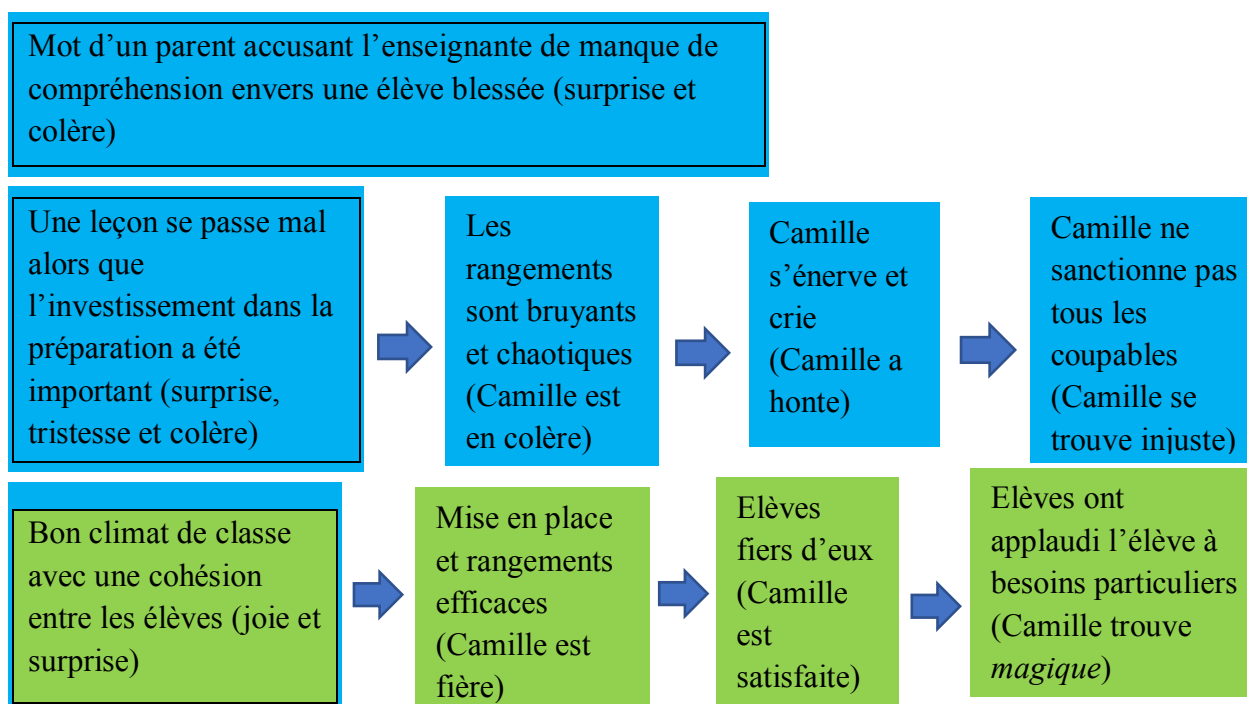 Mot d’un parent accusant l’enseignante de manque de
compréhension envers une élève blessée (surprise et
colère)
Une leçon se passe mal
alors que
l’investissement dans la
préparation a été
important (surprise,
tristesse et colère)
Les
rangements
sont bruyants
et chaotiques
(Camille est
en colère)
Camille
s’énerve et
crie
(Camille a
honte)
Camille ne
sanctionne pas
tous les
coupables
(Camille se
trouve injuste)
Bon climat de classe
avec une cohésion
entre les élèves (joie et
surprise)
Mise en place
et rangements
efficaces
(Camille est
fière)
Elèves
fiers d’eux
(Camille
est
satisfaite)
Elèves ont
applaudi l’élève à
besoins particuliers
(Camille trouve
magique)